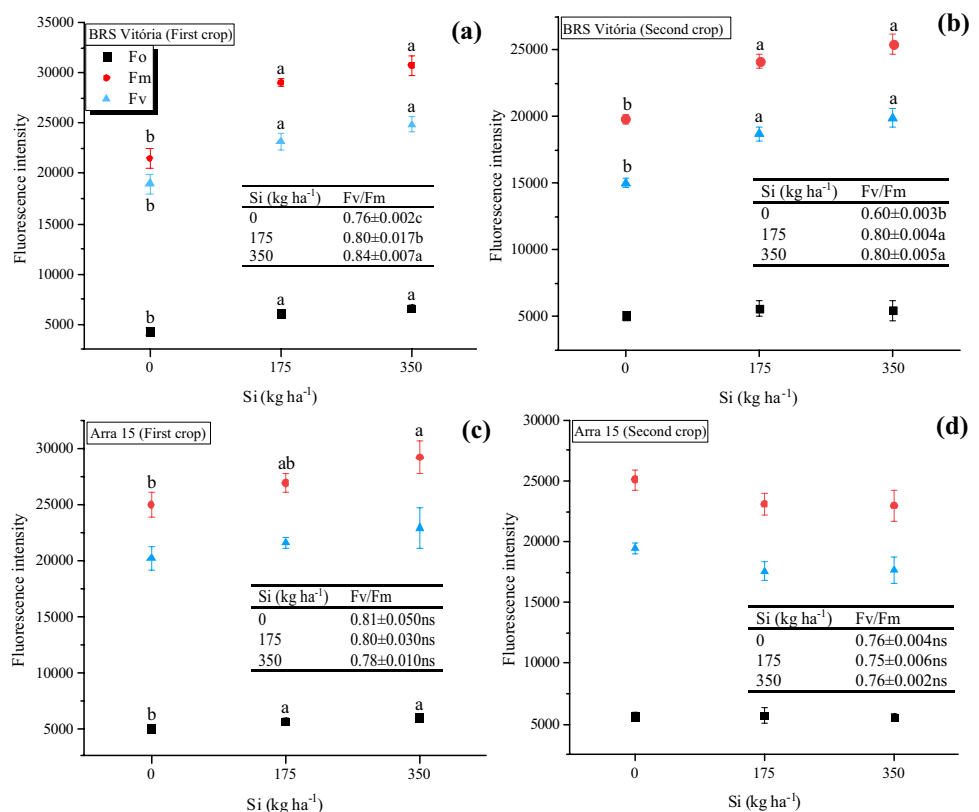 (a)
BRS Vitória (First crop)
Fo
Fm
Fv
35000
30000
25000
20000
15000
10000
5000
Fluorescence intensity
a
a
b
a
a
b
a
a
b
Si (kg ha-1) Fv/Fm
0 0.76±0.002c
175 0.80±0.017b
350 0.84±0.007a
0 175 350
Si (kg ha-1)
(b)
BRS Vitória (Second crop)
25000
20000
15000
10000
5000
Fluorescence intensity
a
a
b
a
a
b
Si (kg ha-1) Fv/Fm
0 0.60±0.003b
175 0.80±0.004a
350 0.80±0.005a
0 175 350
Si (kg ha-1)
(c)
Arra 15 (First crop)
30000
25000
20000
15000
10000
5000
Fluorescence intensity
a
ab
b
Si (kg ha-1) Fv/Fm
0 0.81±0.050ns
175 0.80±0.030ns
350 0.78±0.010ns
b a a
0 175 350
Si (kg ha-1)
(d)
Arra 15 (Second crop)
30000
25000
20000
15000
10000
5000
Fluorescence intensity
Si (kg ha-1) Fv/Fm
0 0.76±0.004ns
175 0.75±0.006ns
350 0.76±0.002ns
0 175 350
Si (kg ha-1)